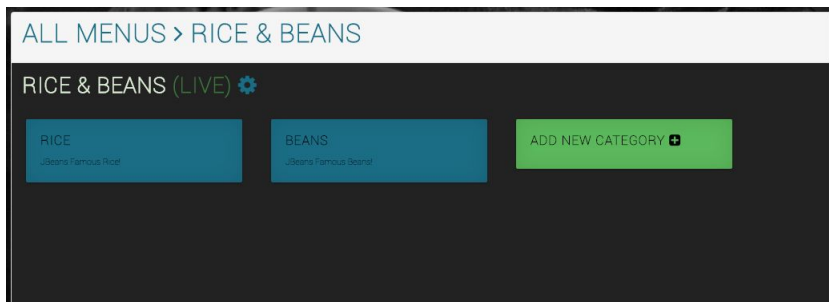 ALL MENUS > RICE & BEANS
RICE & BEANS (LIVE)
RICE
JBeans Famous Rice!
BEANS
JBeans Famous Beans!
ADD NEW CATEGORY